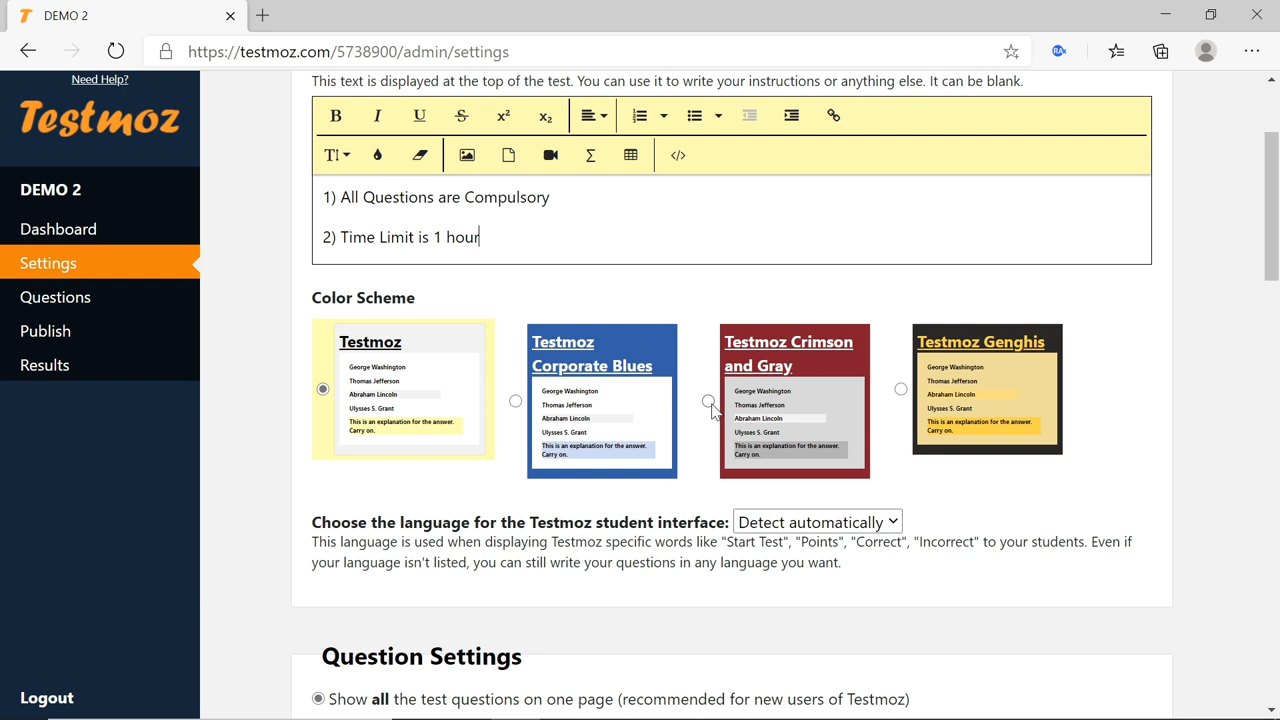 DEMO 2
https://testmoz.com/5738900/admin/settings
Need Help?
Testmoz
DEMO 2
Dashboard
Settings
Questions
Publish
Results
Logout
This text is displayed at the top of the test. You can use it to write your instructions or anything else. It can be blank.
1) All Questions are Compulsory
2) Time Limit is 1 hour
Color Scheme
Testmoz
George Washington
Thomas Jefferson
Abraham Lincoln
Ulysses S. Grant
This is an explanation for the answer.
Carry on.
Testmoz
Corporate Blues
George Washington
Thomas Jefferson
Abraham Lincoln
Ulysses S. Grant
This is an explanation for the answer.
Carry on.
Testmoz Crimson
and Gray
George Washington
Thomas Jefferson
Abraham Lincoln
Ulysses S. Grant
This is an explanation for the answer.
Carry on.
Testmoz Genghis
George Washington
Thomas Jefferson
Abraham Lincoln
Ulysses S. Grant
This is an explanation for the answer.
Carry on.
Choose the language for the Testmoz student interface: Detect automatically
This language is used when displaying Testmoz specific words like "Start Test", "Points", "Correct", "Incorrect" to your students. Even if
your language isn't listed, you can still write your questions in any language you want.
Question Settings
Show all the test questions on one page (recommended for new users of Testmoz)